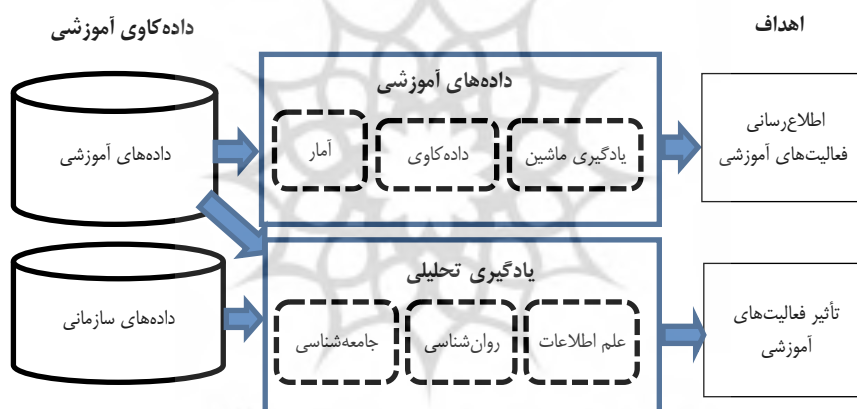 اهداف
داده‌کاوی آموزشی
داده‌های آموزشی
یادگیری ماشین
داده‌کاوی
آمار
داده‌های آموزشی
اطلاع‌رسانی
فعالیت‌های آموزشی
یادگیری تحلیلی
علم اطلاعات
روان‌شناسی
جامعه‌شناسی
داده‌های سازمانی
تأثیر فعالیت‌های
آموزشی